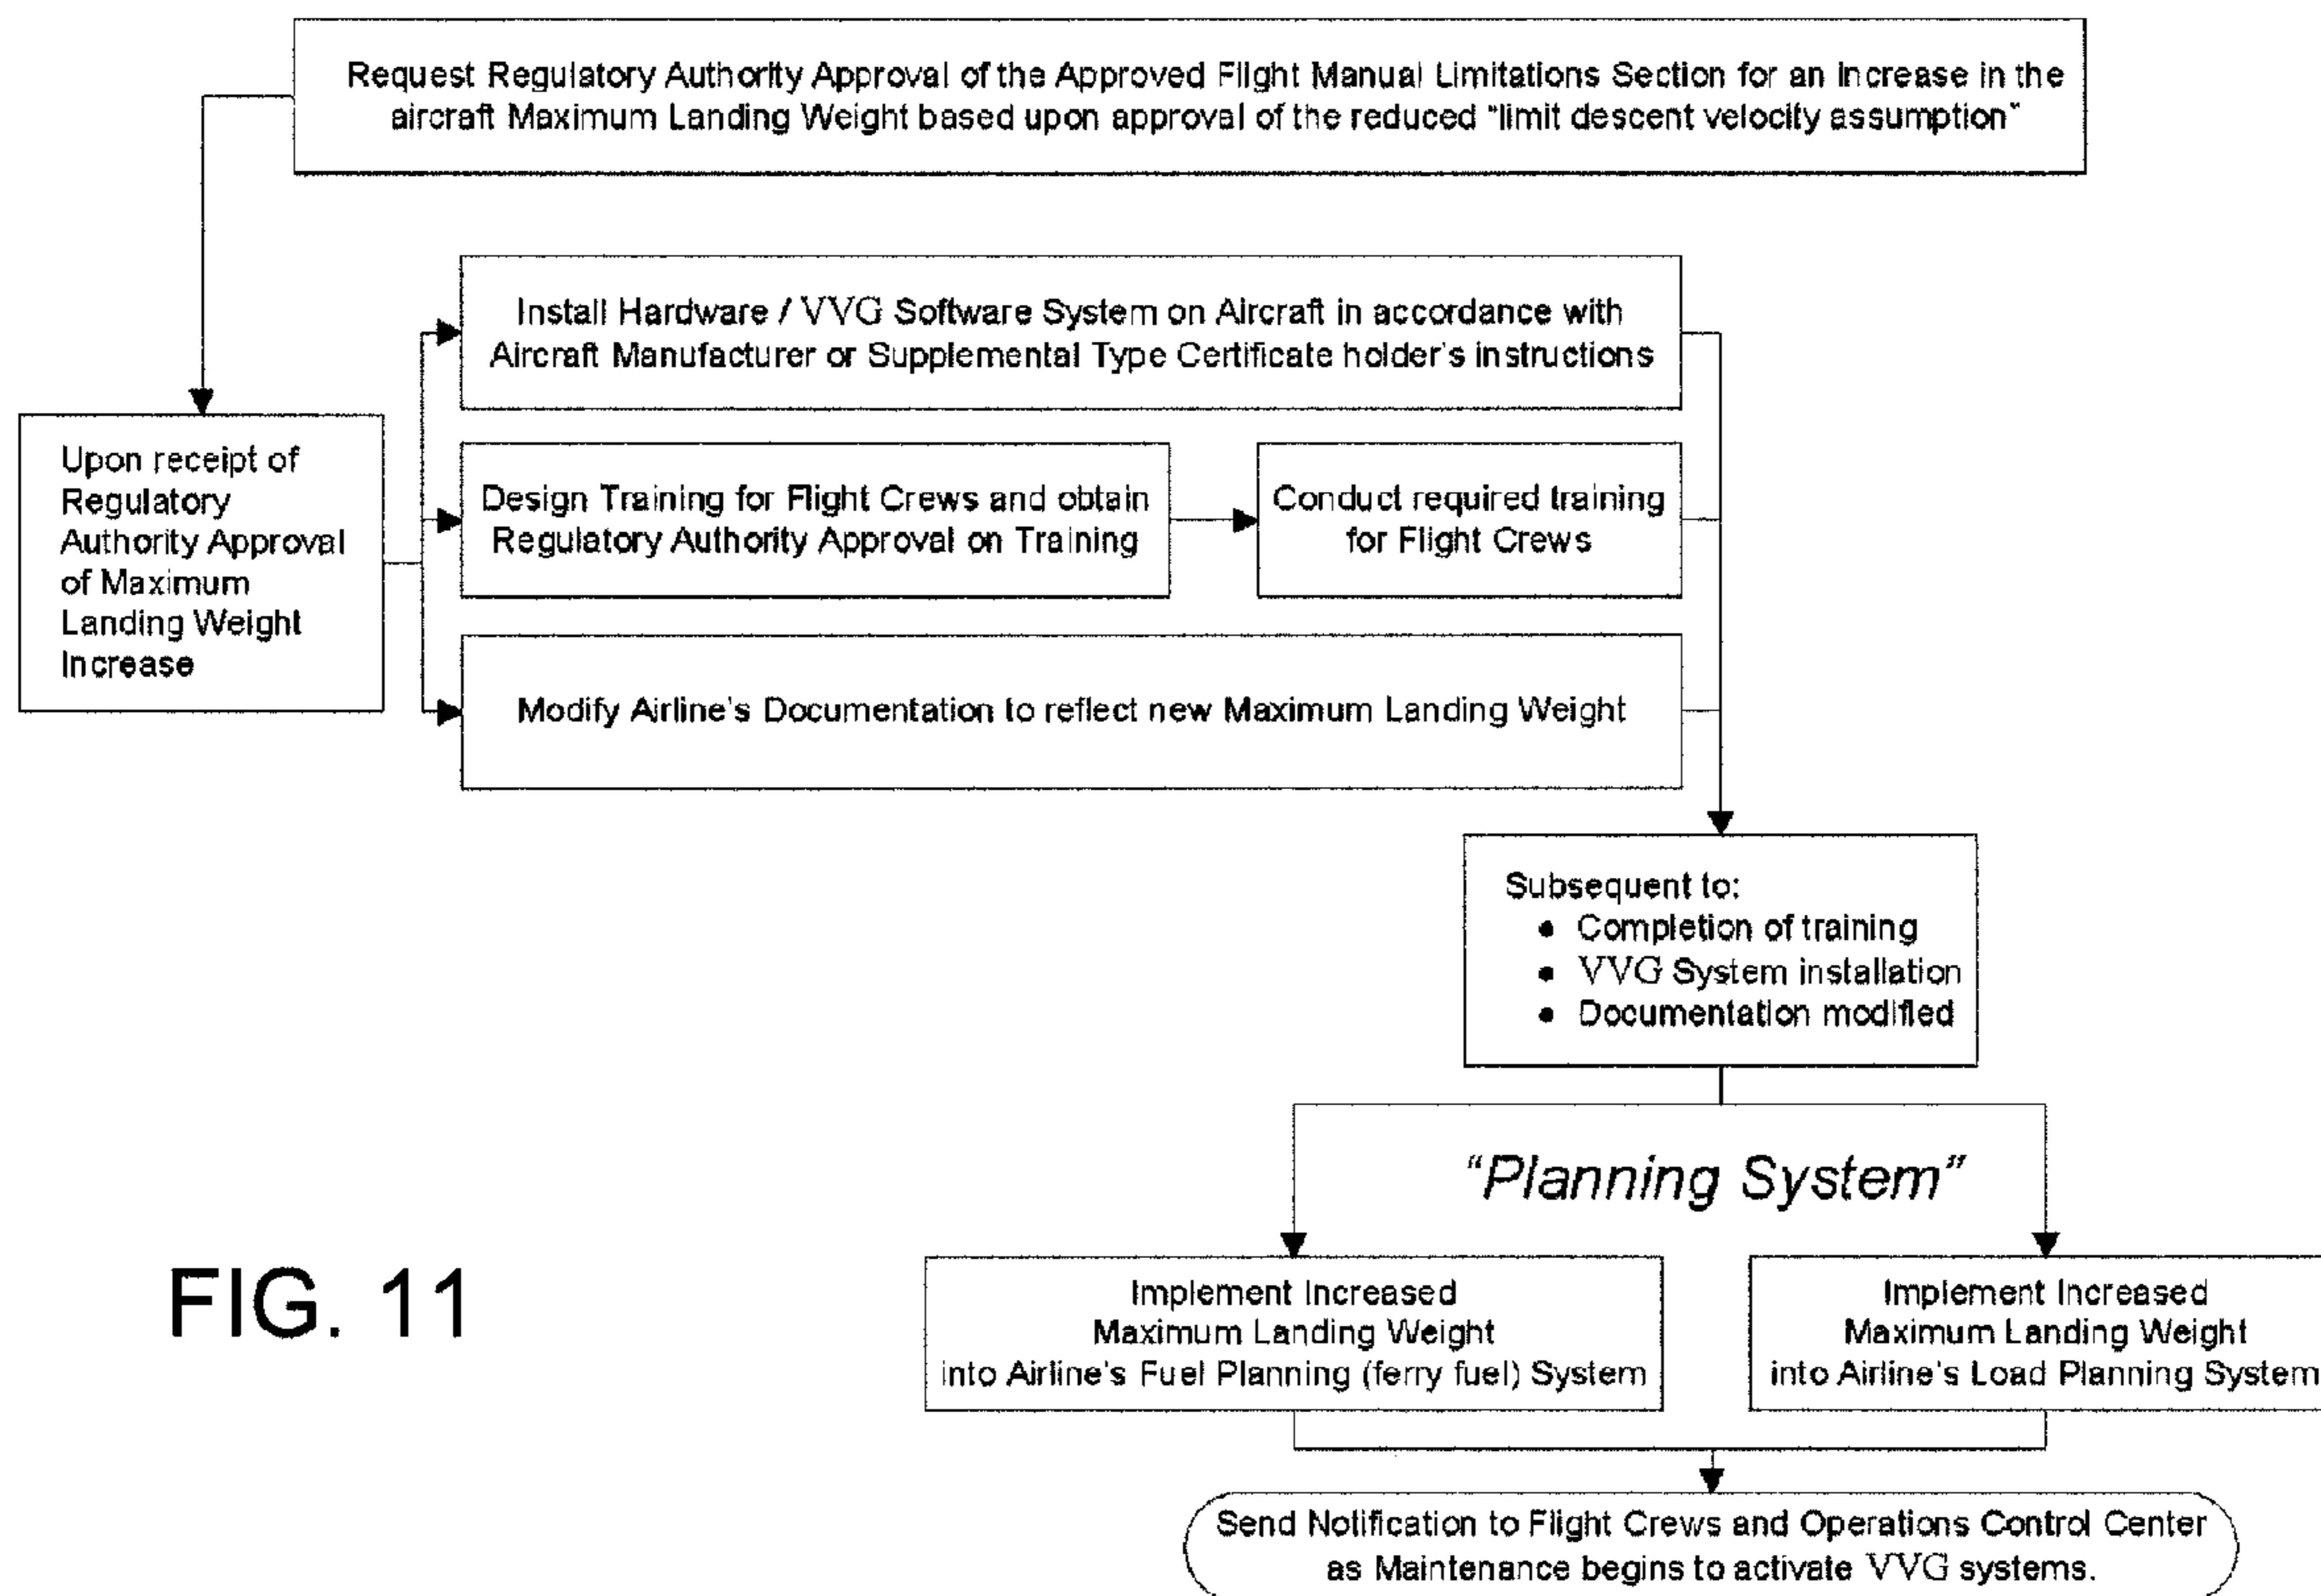 Request Regulatory Authority Approval of the Approved Flight Manual Limitations Section for an increase in the
aircraft Maximum Landing Weight based upon approval of the reduced "limit descent velocity assumption"
Install Hardware / VVG Software System on Aircraft in accordance with
Aircraft Manufacturer or Supplemental Type Certificate holder's instructions
Upon receipt of
Regulatory
Authority Approval
of Maximum
Landing Weight
Increase
Design Training for Flight Crews and obtain
Regulatory Authority Approval on Training
Conduct required training
for Flight Crews
Modify Airline's Documentation to reflect new Maximum Landing Weight
Subsequent to:
• Completion of training
• VVG System installation
• Documentation modified
"Planning System"
Implement Increased
Maximum Landing Weight
into Airline's Fuel Planning (ferry fuel) System
Implement Increased
Maximum Landing Weight
into Airline's Load Planning System
FIG. 11
Send Notification to Flight Crews and Operations Control Center
as Maintenance begins to activate VVG systems.